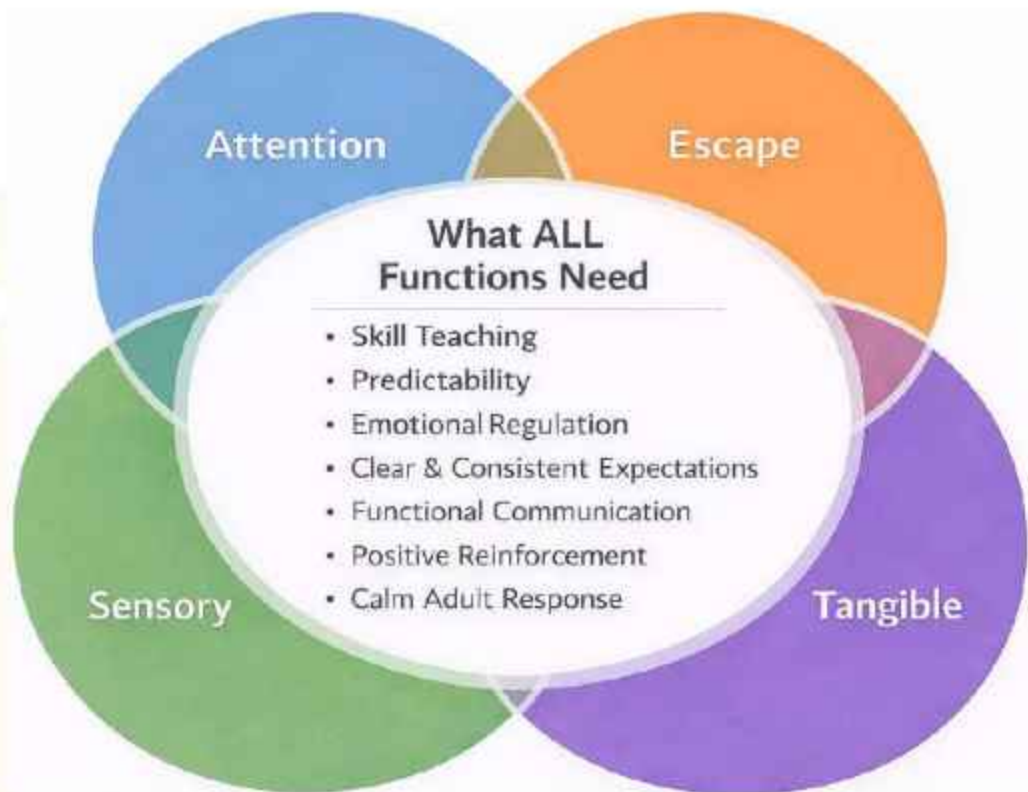 Attention
Escape
What ALL
Functions Need
• Skill Teaching
• Predictability
• Emotional Regulation
• Clear & Consistent Expectations
• Functional Communication
• Positive Reinforcement
• Calm Adult Response
Sensory
Tangible